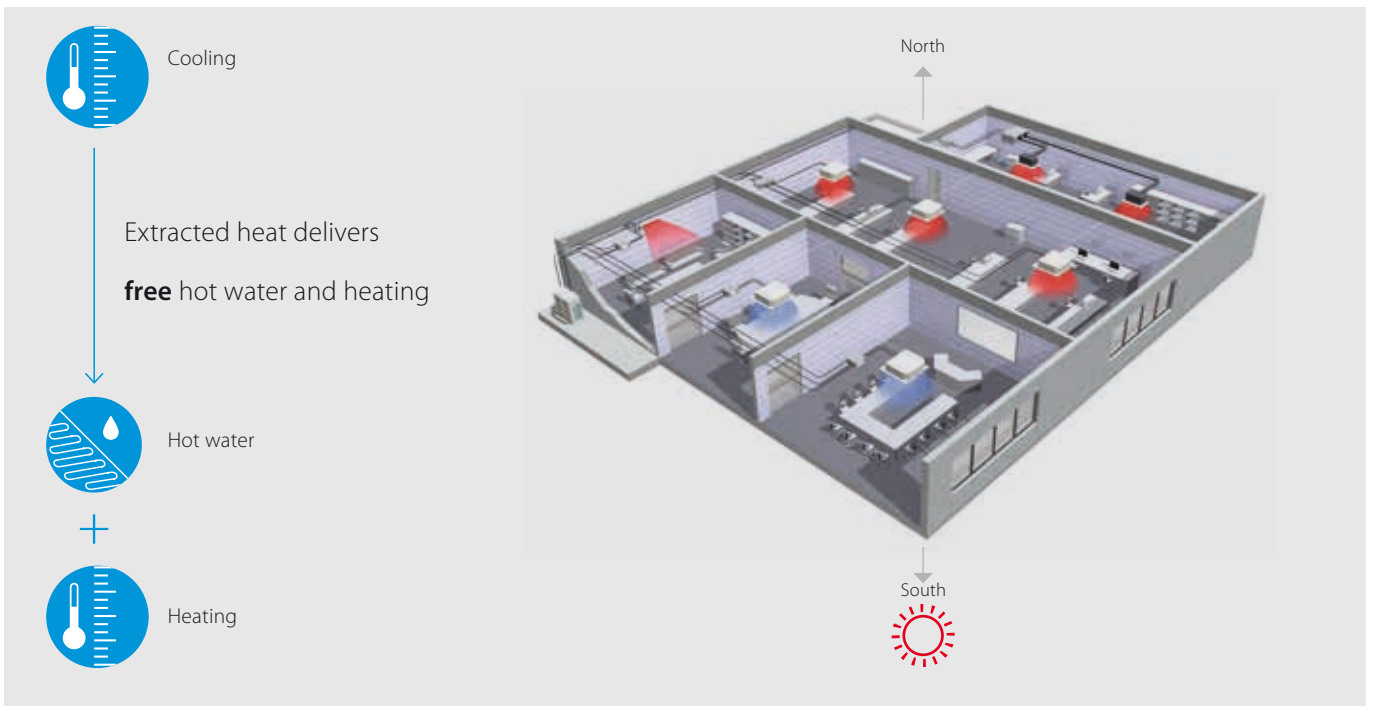 Cooling
Extracted heat delivers
free hot water and heating
Hot water
Heating
North
South